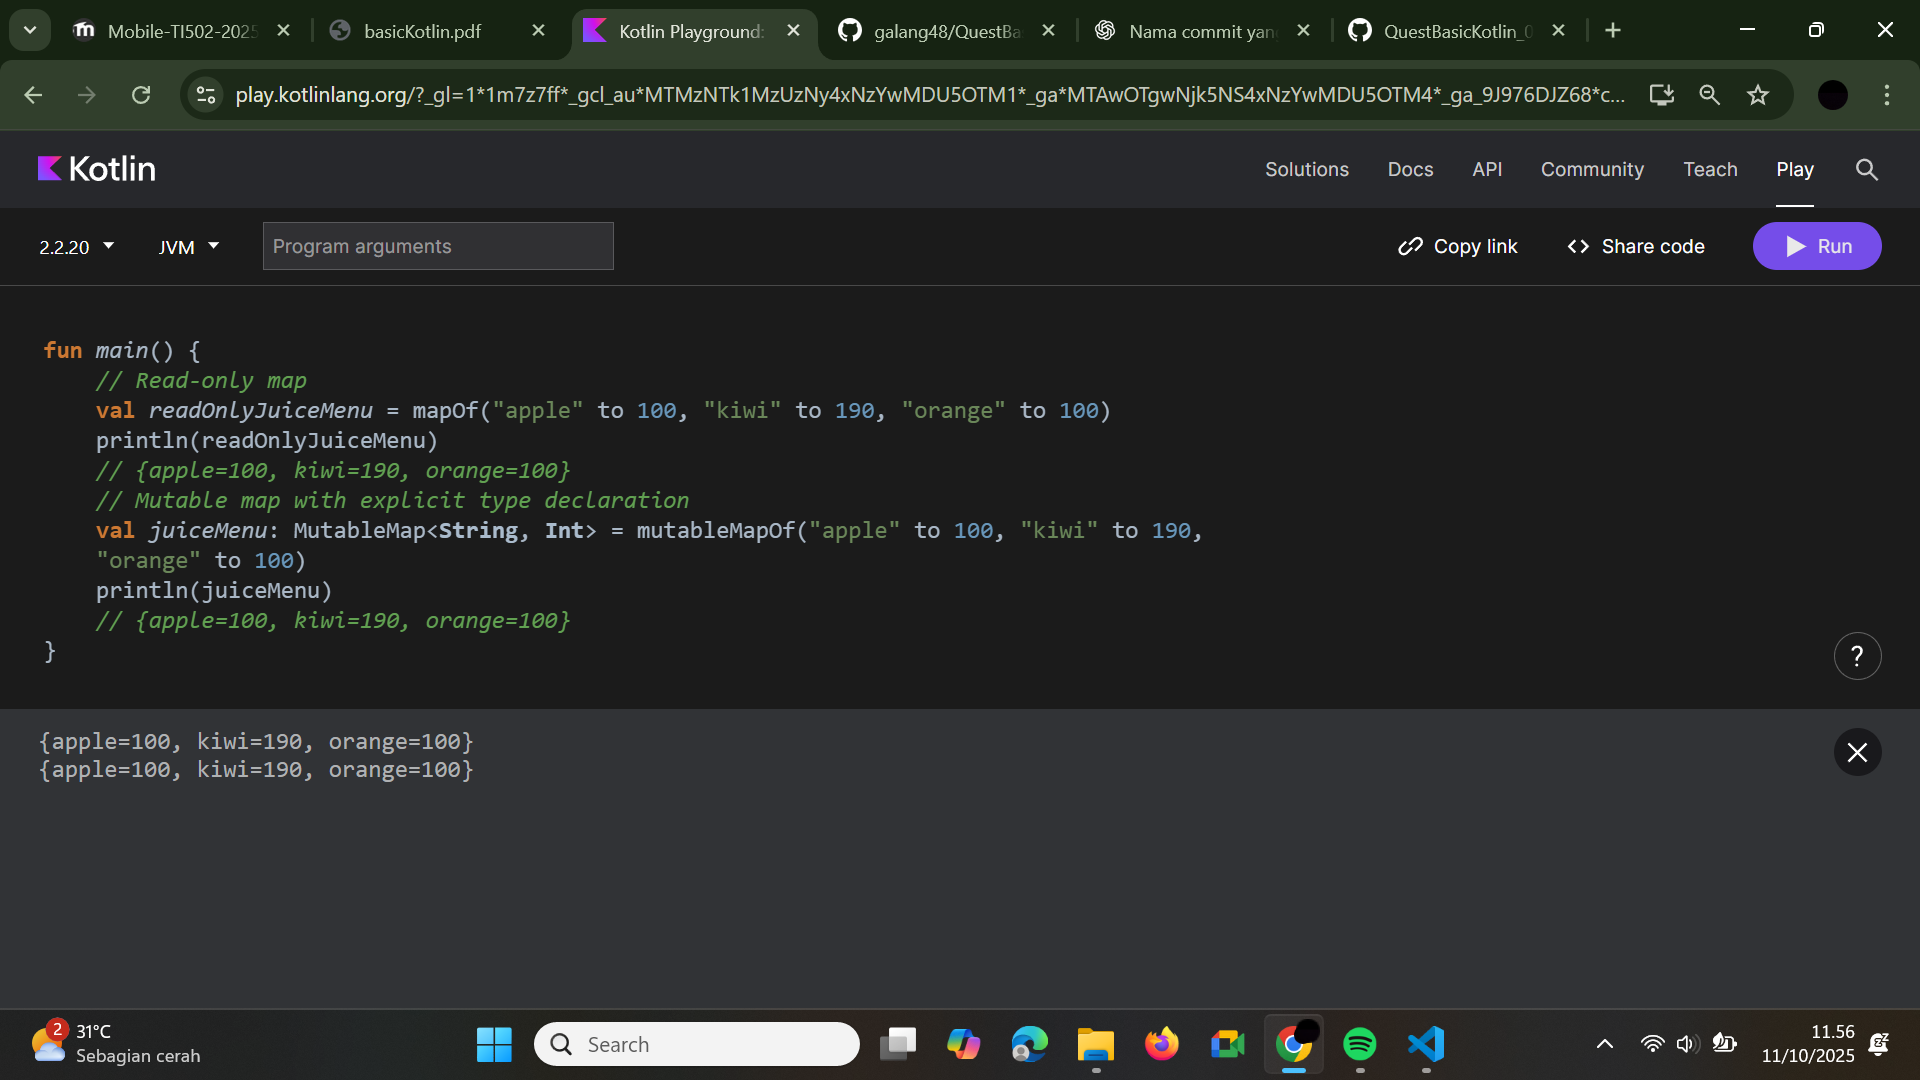 Mobile-TI502-2025
basicKotlin.pdf
Kotlin Playground:
galang48/QuestBa
Nama commit yan
QuestBasicKotlin_0
play.kotlinlang.org/?_gl=1*1m7z7ff*_gcl_au*MTMzNTk1MzUzNy4xNzYwMDU5OTM1*_ga*MTAwOTgwNjk5NS4xNzYwMDU5OTM4*_ga_9J976DJZ68*c...
Kotlin
Solutions
Docs
API
Community
Teach
Play
2.2.20
JVM
Program arguments
Copy link
Share code
Run
fun main() {
// Read-only map
val readOnlyJuiceMenu = mapOf("apple" to 100, "kiwi" to 190, "orange" to 100)
println(readOnlyJuiceMenu)
// {apple=100, kiwi=190, orange=100}
// Mutable map with explicit type declaration
val juiceMenu: MutableMap<String, Int> = mutableMapOf("apple" to 100, "kiwi" to 190,
"orange" to 100)
println(juiceMenu)
// {apple=100, kiwi=190, orange=100}
}
?
{apple=100, kiwi=190, orange=100}
{apple=100, kiwi=190, orange=100}
2
31°C
Sebagian cerah
Search
11.56
11/10/2025